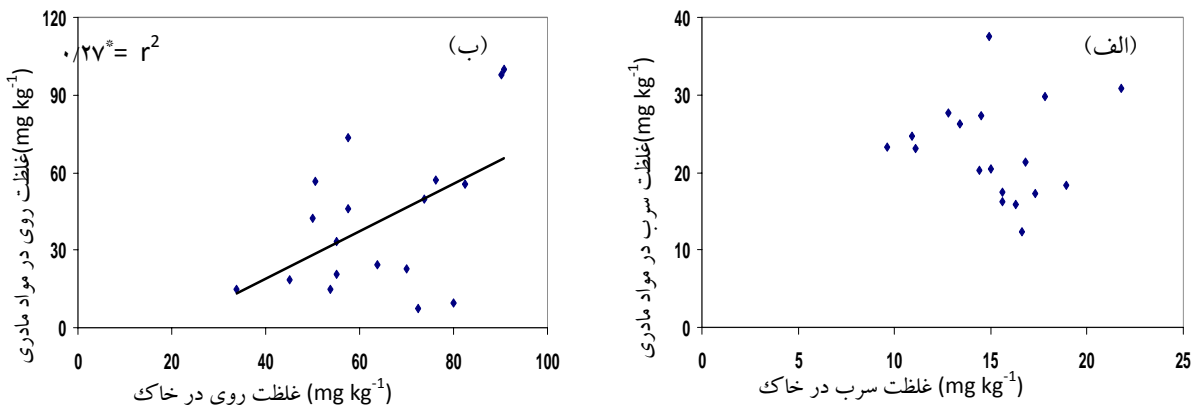 (الف)
غلظت سرب در مواد مادری(mg kg⁻¹)
40
30
20
10
0
0 5 10 15 20 25
غلظت سرب در خاک (mg kg⁻¹)
(ب)
۰/۲۷* = r²
غلظت روی در مواد مادری(mg kg⁻¹)
120
90
60
30
0
0 20 40 60 80 100
غلظت روی در خاک (mg kg⁻¹)